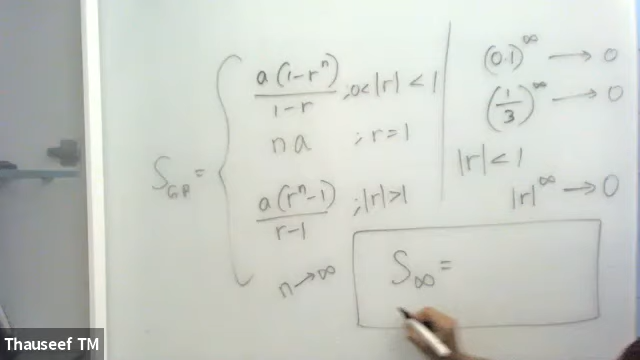 S_GP = { a(1-r^n)/(1-r) ; 0<|r|<1
na ; r=1
a(r^n-1)/(r-1) ; |r|>1
n→∞
(0.1)^∞ → 0
(1/3)^∞ → 0
|r|<1
|r|^∞ → 0
S_∞ =
Thauseef TM